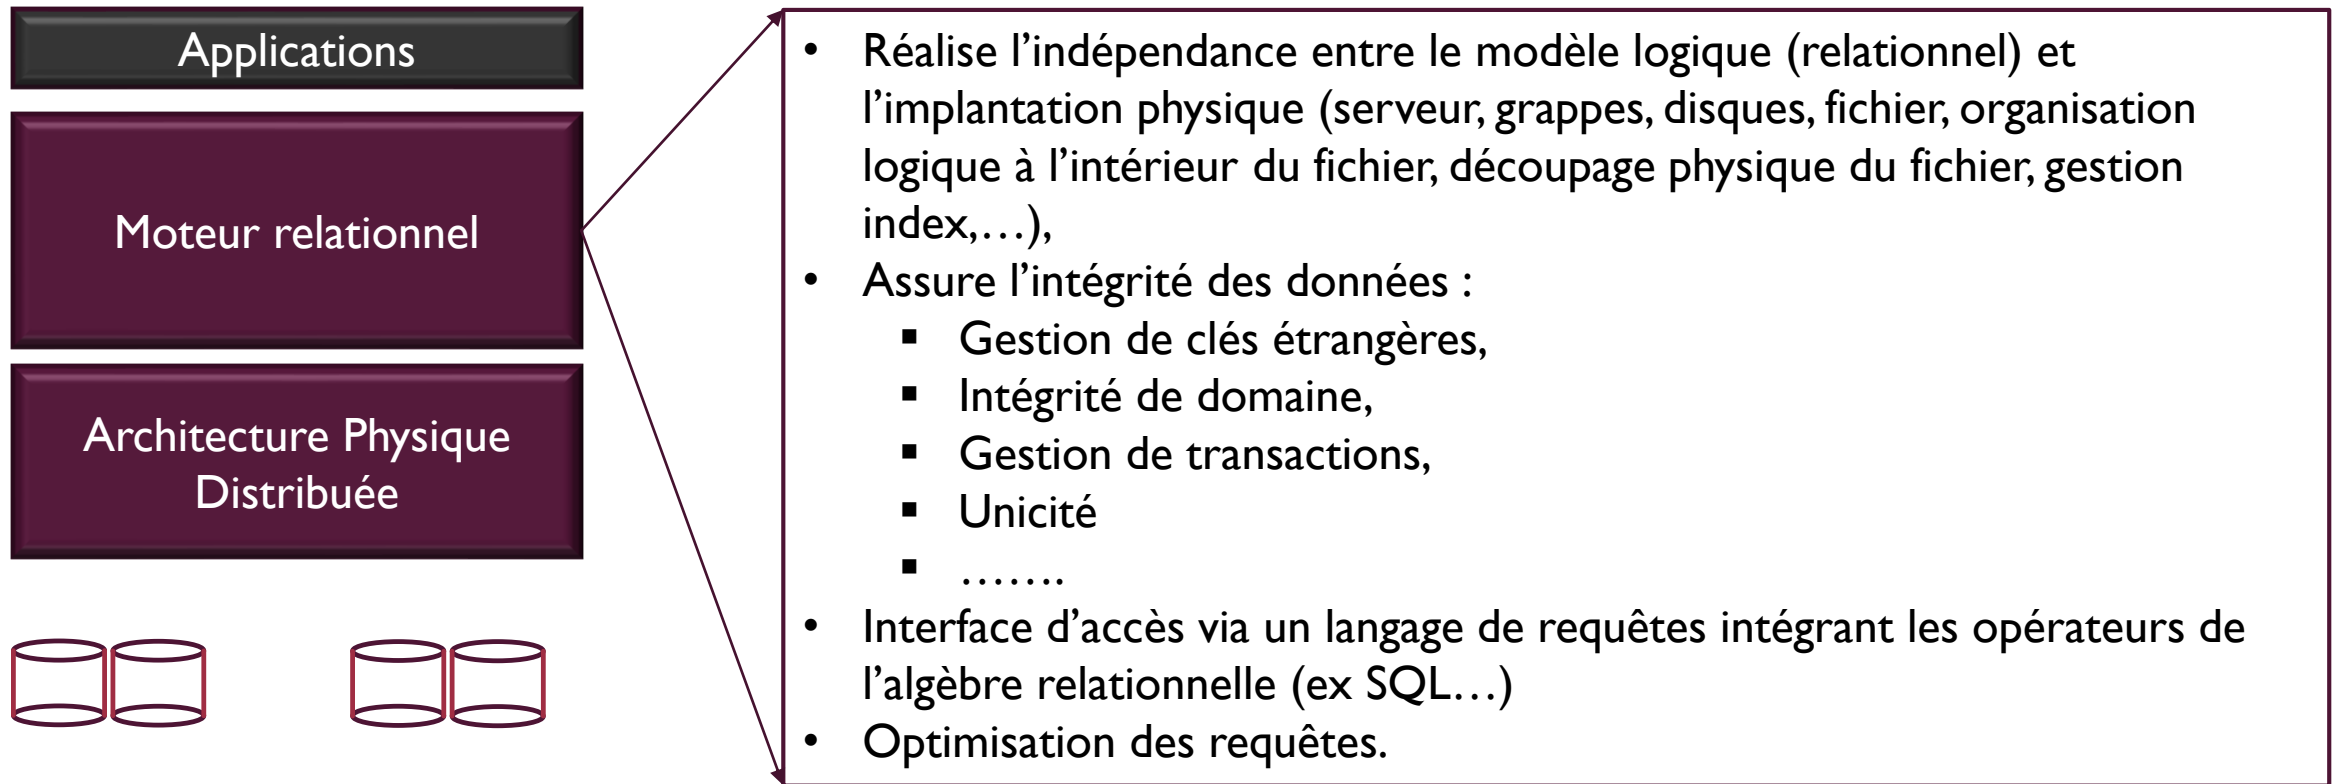 Applications
Moteur relationnel
Architecture Physique
Distribuée
• Réalise l’indépendance entre le modèle logique (relationnel) et
l’implantation physique (serveur, grappes, disques, fichier, organisation
logique à l’intérieur du fichier, découpage physique du fichier, gestion
index,…),
• Assure l’intégrité des données :
▪ Gestion de clés étrangères,
▪ Intégrité de domaine,
▪ Gestion de transactions,
▪ Unicité
▪ …….
• Interface d’accès via un langage de requêtes intégrant les opérateurs de
l’algèbre relationnelle (ex SQL…)
• Optimisation des requêtes.